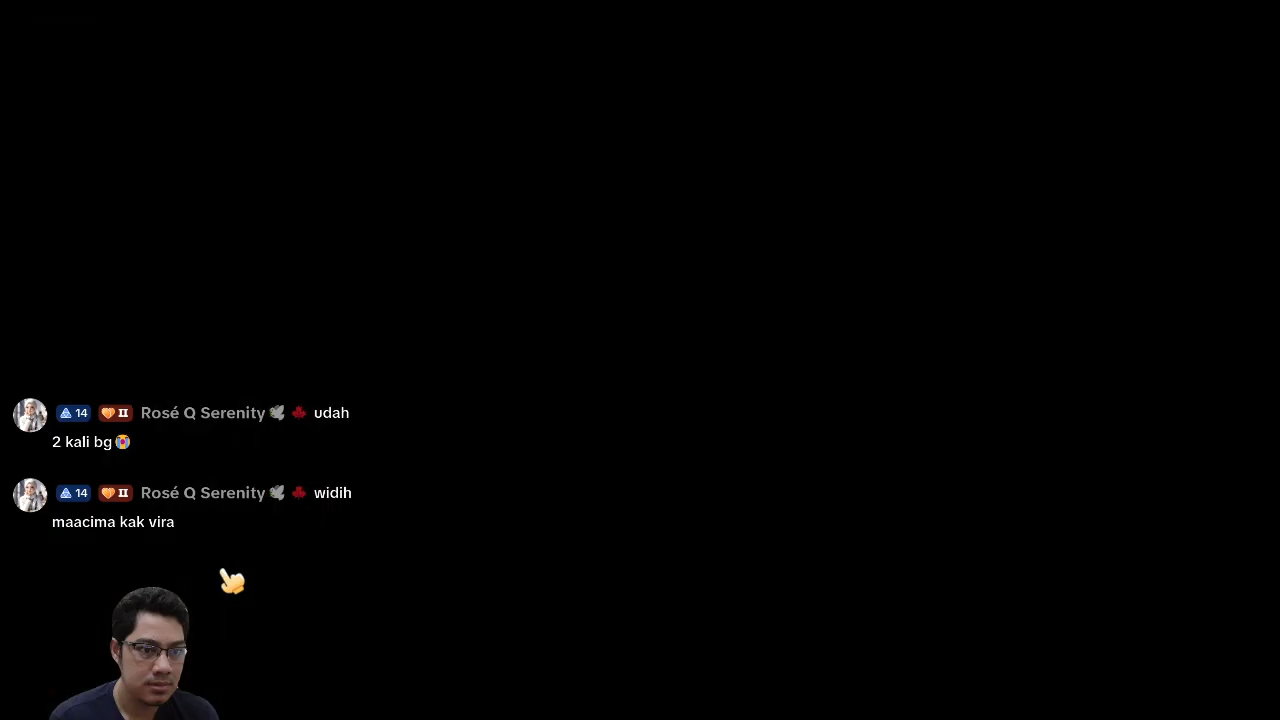 14 II Rosé Q Serenity🕊️ ♣️ udah
2 kali bg😭
14 II Rosé Q Serenity🕊️ ♣️ widih
maacima kak vira